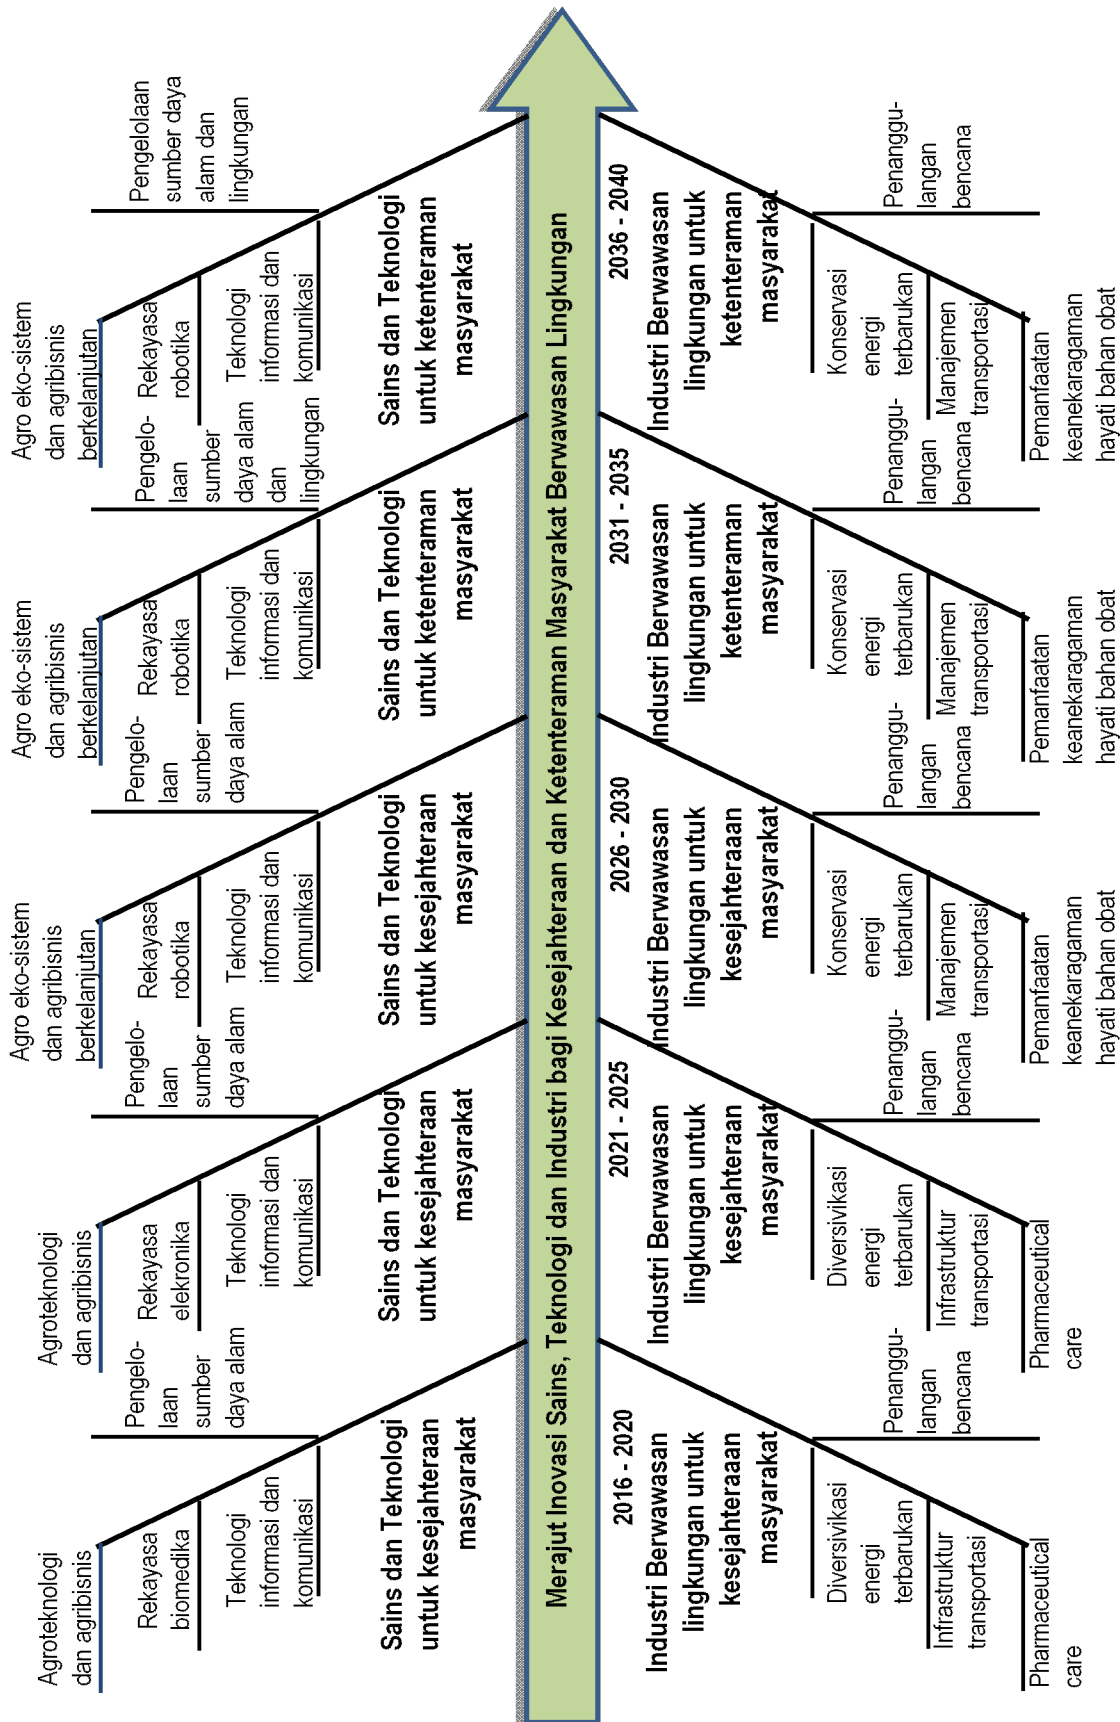 Agroteknologi
dan agribisnis
Rekayasa
biomedika
Teknologi
informasi dan
komunikasi
Pengelo-
laan
sumber
daya alam
Sains dan Teknologi
untuk kesejahteraan
masyarakat
Agroteknologi
dan agribisnis
Rekayasa
elekronika
Teknologi
informasi dan
komunikasi
Pengelo-
laan
sumber
daya alam
Sains dan Teknologi
untuk kesejahteraan
masyarakat
Agro eko-sistem
dan agribisnis
berkelanjutan
Rekayasa
robotika
Teknologi
informasi dan
komunikasi
Pengelo-
laan
sumber
daya alam
Sains dan Teknologi
untuk kesejahteraan
masyarakat
Agro eko-sistem
dan agribisnis
berkelanjutan
Rekayasa
robotika
Teknologi
informasi dan
komunikasi
Pengelo-
laan
sumber
daya alam
dan
lingkungan
Sains dan Teknologi
untuk ketenteraman
masyarakat
Agro eko-sistem
dan agribisnis
berkelanjutan
Rekayasa
robotika
Teknologi
informasi dan
komunikasi
Pengelolaan
sumber daya
alam dan
lingkungan
Sains dan Teknologi
untuk ketenteraman
masyarakat
Merajut Inovasi Sains, Teknologi dan Industri bagi Kesejahteraan dan Ketenteraman Masyarakat Berwawasan Lingkungan
2016 - 2020
Industri Berwawasan
lingkungan untuk
kesejahteraaan
masyarakat
Diversivikasi
energi
terbarukan
Infrastruktur
transportasi
Pharmaceutical
care
Penanggu-
langan
bencana
2021 - 2025
Industri Berwawasan
lingkungan untuk
kesejahteraan
masyarakat
Diversivikasi
energi
terbarukan
Infrastruktur
transportasi
Pharmaceutical
care
Penanggu-
langan
bencana
2026 - 2030
Industri Berwawasan
lingkungan untuk
kesejahteraaan
masyarakat
Konservasi
energi
terbarukan
Manajemen
transportasi
Pemanfaatan
keanekaragaman
hayati bahan obat
Penanggu-
langan
bencana
2031 - 2035
Industri Berwawasan
lingkungan untuk
ketenteraman
masyarakat
Konservasi
energi
terbarukan
Manajemen
transportasi
Pemanfaatan
keanekaragaman
hayati bahan obat
Penanggu-
langan
bencana
2036 - 2040
Industri Berwawasan
lingkungan untuk
ketenteraman
masyarakat
Konservasi
energi
terbarukan
Manajemen
transportasi
Pemanfaatan
keanekaragaman
hayati bahan obat
Penanggu-
langan
bencana